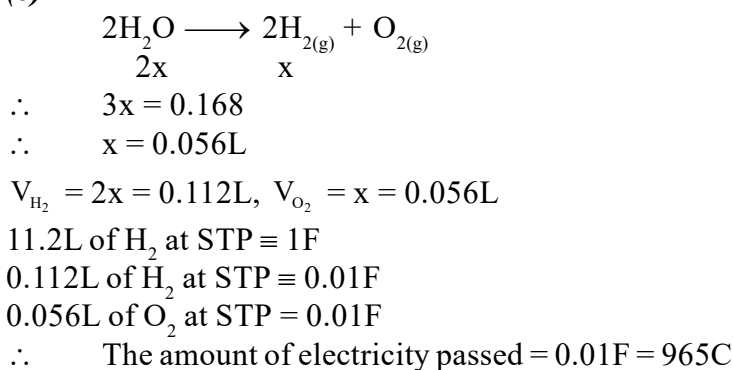 2H₂O ⟶ 2H₂₍g₎ + O₂₍g₎
2x x
∴ 3x = 0.168
∴ x = 0.056L
V_H₂ = 2x = 0.112L, V_O₂ = x = 0.056L
11.2L of H₂ at STP ≡ 1F
0.112L of H₂ at STP ≡ 0.01F
0.056L of O₂ at STP = 0.01F
∴ The amount of electricity passed = 0.01F = 965C